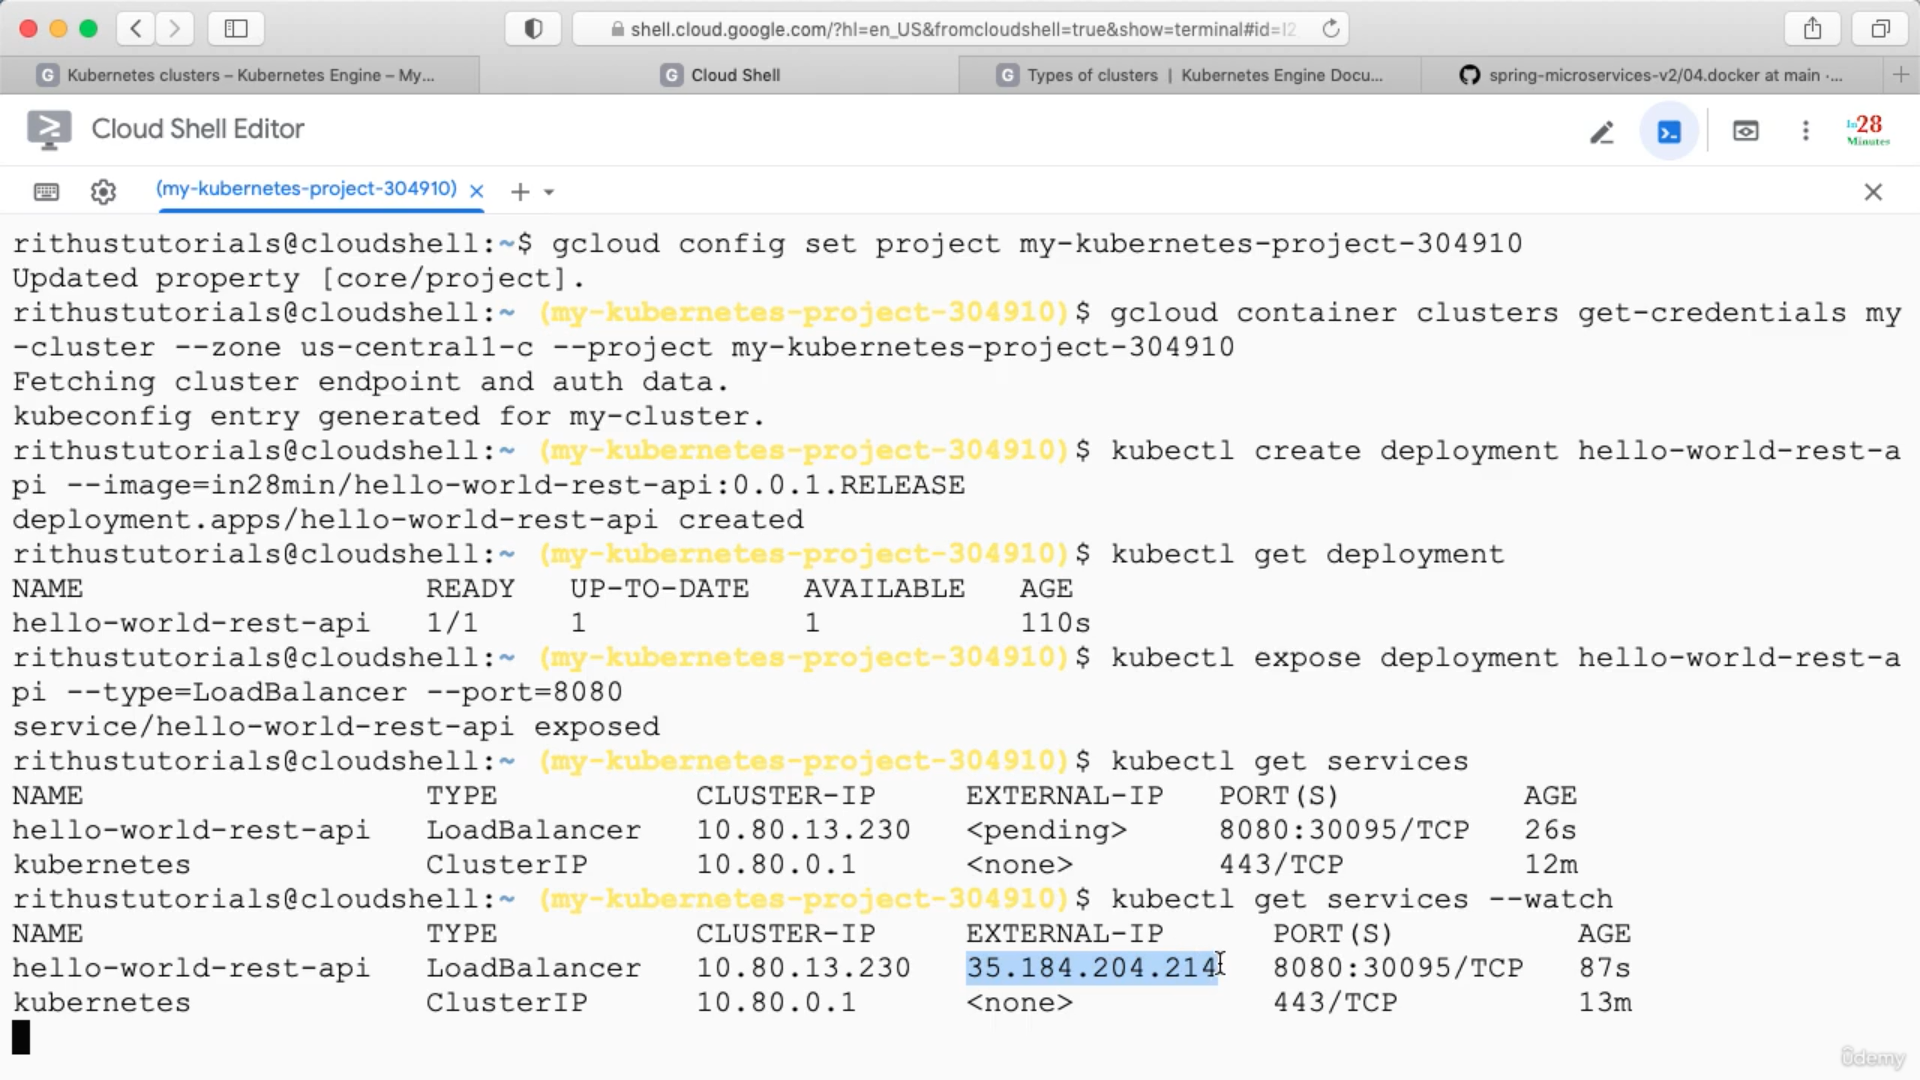 shell.cloud.google.com/?hl=en_US&fromcloudshell=true&show=terminal#id=I2
Kubernetes clusters – Kubernetes Engine – My...
Cloud Shell
Types of clusters | Kubernetes Engine Docu...
spring-microservices-v2/04.docker at main ·...
Cloud Shell Editor
In28
Minutes
(my-kubernetes-project-304910)
rithustutorials@cloudshell:~$ gcloud config set project my-kubernetes-project-304910
Updated property [core/project].
rithustutorials@cloudshell:~ (my-kubernetes-project-304910)$ gcloud container clusters get-credentials my
-cluster --zone us-central1-c --project my-kubernetes-project-304910
Fetching cluster endpoint and auth data.
kubeconfig entry generated for my-cluster.
rithustutorials@cloudshell:~ (my-kubernetes-project-304910)$ kubectl create deployment hello-world-rest-a
pi --image=in28min/hello-world-rest-api:0.0.1.RELEASE
deployment.apps/hello-world-rest-api created
rithustutorials@cloudshell:~ (my-kubernetes-project-304910)$ kubectl get deployment
NAME READY UP-TO-DATE AVAILABLE AGE
hello-world-rest-api 1/1 1 1 110s
rithustutorials@cloudshell:~ (my-kubernetes-project-304910)$ kubectl expose deployment hello-world-rest-a
pi --type=LoadBalancer --port=8080
service/hello-world-rest-api exposed
rithustutorials@cloudshell:~ (my-kubernetes-project-304910)$ kubectl get services
NAME TYPE CLUSTER-IP EXTERNAL-IP PORT(S) AGE
hello-world-rest-api LoadBalancer 10.80.13.230 <pending> 8080:30095/TCP 26s
kubernetes ClusterIP 10.80.0.1 <none> 443/TCP 12m
rithustutorials@cloudshell:~ (my-kubernetes-project-304910)$ kubectl get services --watch
NAME TYPE CLUSTER-IP EXTERNAL-IP PORT(S) AGE
hello-world-rest-api LoadBalancer 10.80.13.230 35.184.204.214 8080:30095/TCP 87s
kubernetes ClusterIP 10.80.0.1 <none> 443/TCP 13m
ûdemy